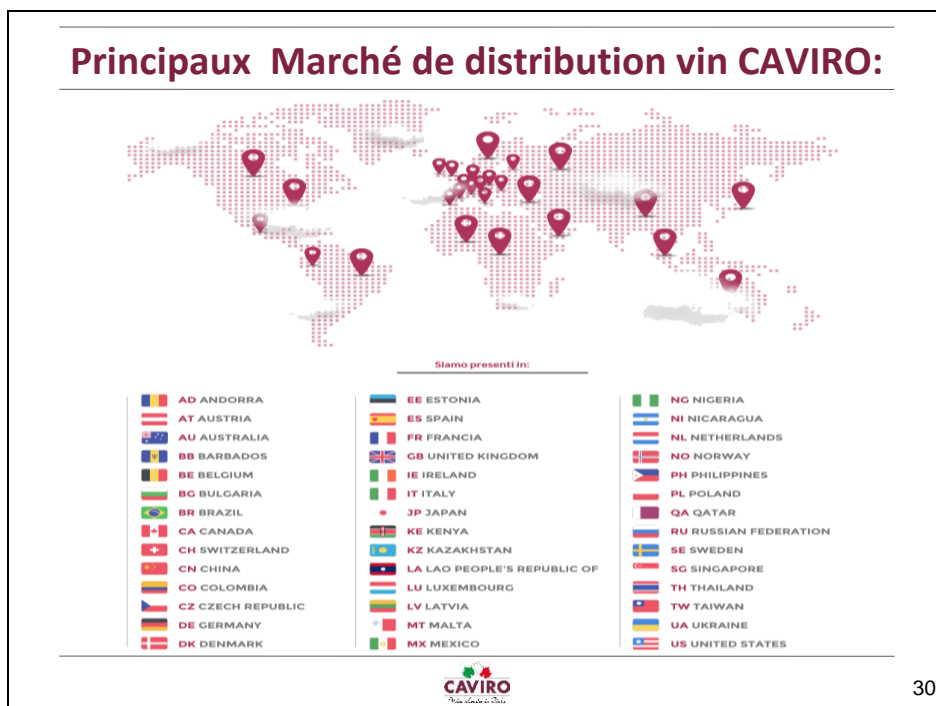 Principaux Marché de distribution vin CAVIRO:
Siamo presenti in:
AD ANDORRA
AT AUSTRIA
AU AUSTRALIA
BB BARBADOS
BE BELGIUM
BG BULGARIA
BR BRAZIL
CA CANADA
CH SWITZERLAND
CN CHINA
CO COLOMBIA
CZ CZECH REPUBLIC
DE GERMANY
DK DENMARK
EE ESTONIA
ES SPAIN
FR FRANCIA
GB UNITED KINGDOM
IE IRELAND
IT ITALY
JP JAPAN
KE KENYA
KZ KAZAKHSTAN
LA LAO PEOPLE'S REPUBLIC OF
LU LUXEMBOURG
LV LATVIA
MT MALTA
MX MEXICO
NG NIGERIA
NI NICARAGUA
NL NETHERLANDS
NO NORWAY
PH PHILIPPINES
PL POLAND
QA QATAR
RU RUSSIAN FEDERATION
SE SWEDEN
SG SINGAPORE
TH THAILAND
TW TAIWAN
UA UKRAINE
US UNITED STATES
CAVIRO
30